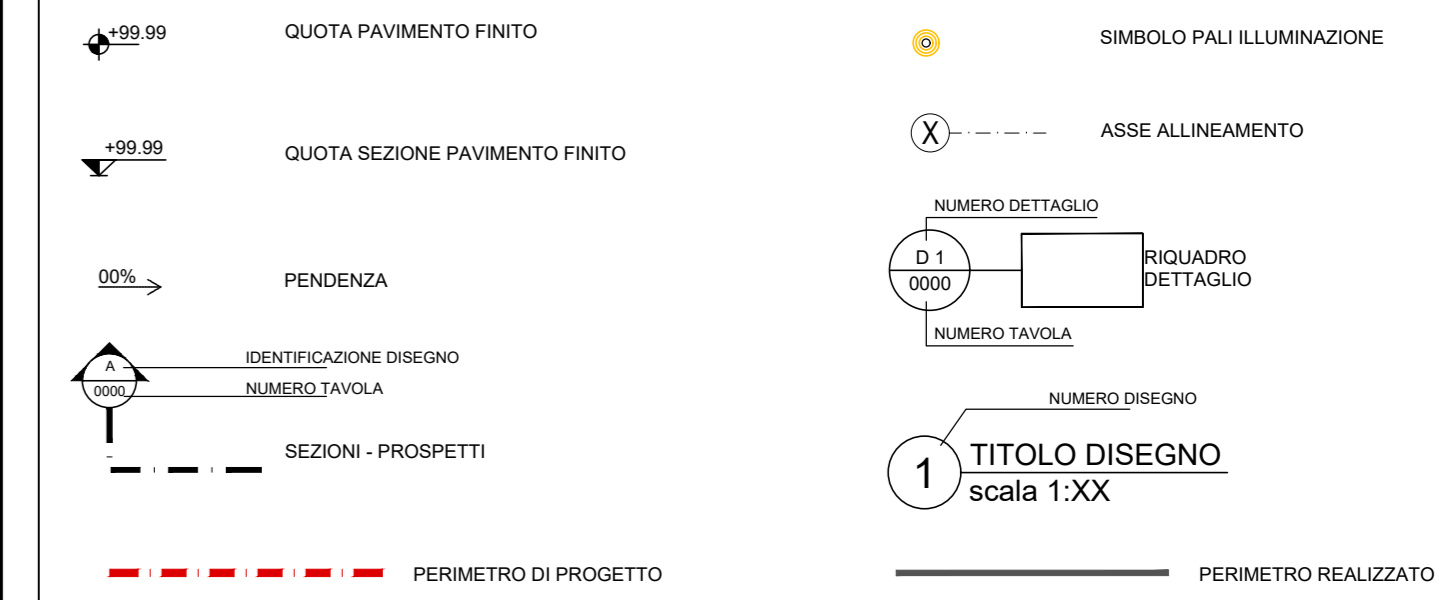 +99.99
QUOTA PAVIMENTO FINITO
+99.99
QUOTA SEZIONE PAVIMENTO FINITO
00%
PENDENZA
A
0000
IDENTIFICAZIONE DISEGNO
NUMERO TAVOLA
SEZIONI - PROSPETTI
PERIMETRO DI PROGETTO
SIMBOLO PALI ILLUMINAZIONE
X
ASSE ALLINEAMENTO
NUMERO DETTAGLIO
D 1
0000
RIQUADRO
DETTAGLIO
NUMERO TAVOLA
NUMERO DISEGNO
1
TITOLO DISEGNO
scala 1:XX
PERIMETRO REALIZZATO